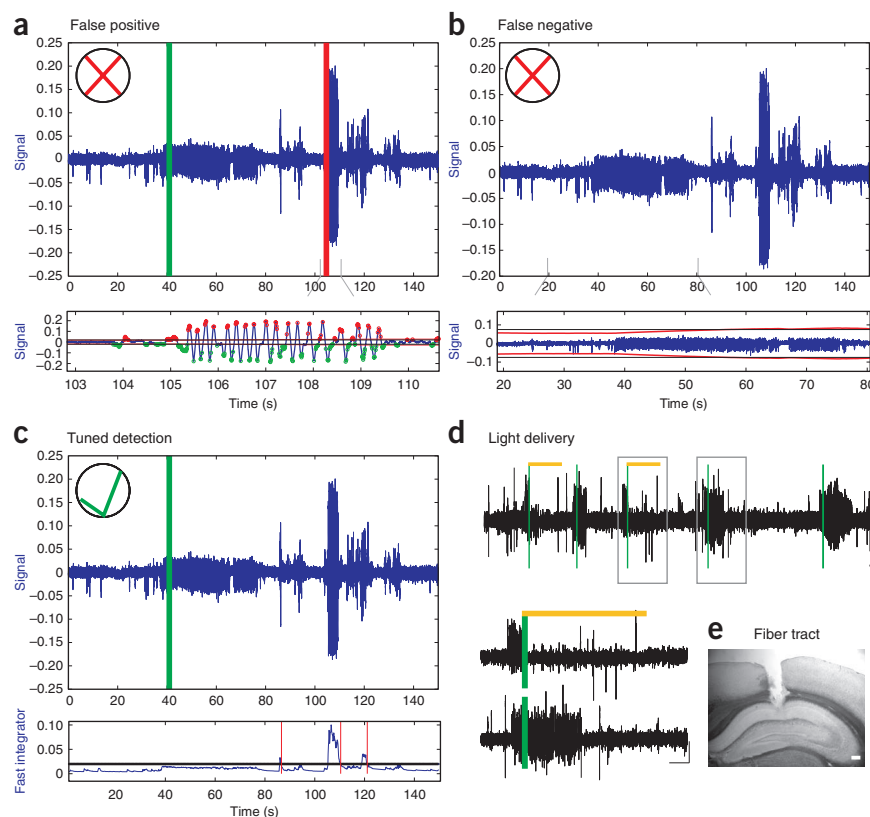 a False positive
0.25
0.20
0.15
0.10
0.05
0
–0.05
–0.10
–0.15
–0.20
–0.25
Signal
0 20 40 60 80 100 120 140
0.2
0.1
0
–0.1
0.2
Signal
103 104 105 106 107 108 109 110
Time (s)
b False negative
0.25
0.20
0.15
0.10
0.05
0
–0.05
–0.10
–0.15
–0.20
Signal
0 20 40 60 80 100 120 140
0.1
0
–0.1
Signal
20 30 40 50 60 70 80
Time (s)
c Tuned detection
0.25
0.20
0.15
0.10
0.05
0
–0.05
–0.10
–0.15
–0.20
–0.25
Signal
0.10
0.05
0
Fast integrator
0 20 40 60 80 100 120 140
Time (s)
d Light delivery
e Fiber tract